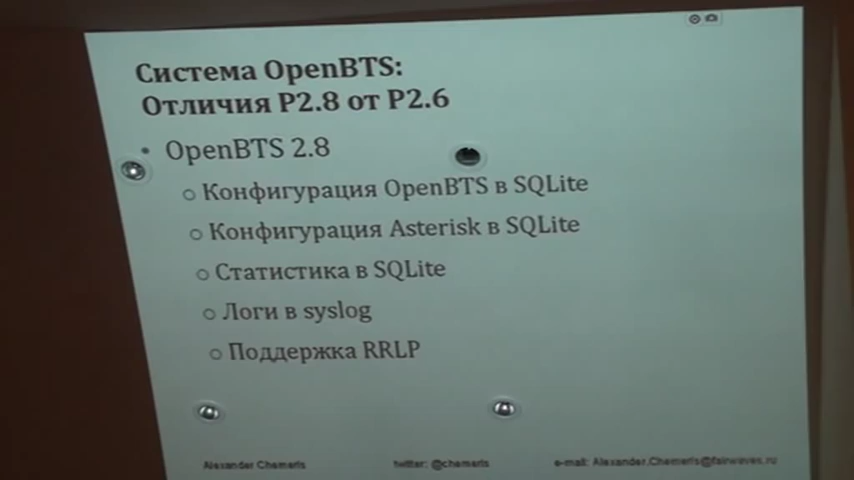 Система OpenBTS:
Отличия P2.8 от P2.6
• OpenBTS 2.8
○ Конфигурация OpenBTS в SQLite
○ Конфигурация Asterisk в SQLite
○ Статистика в SQLite
○ Логи в syslog
○ Поддержка RRLP
Alexander Chemeris twitter: @chemeris e-mail: Alexander.Chemeris@fairwaves.ru